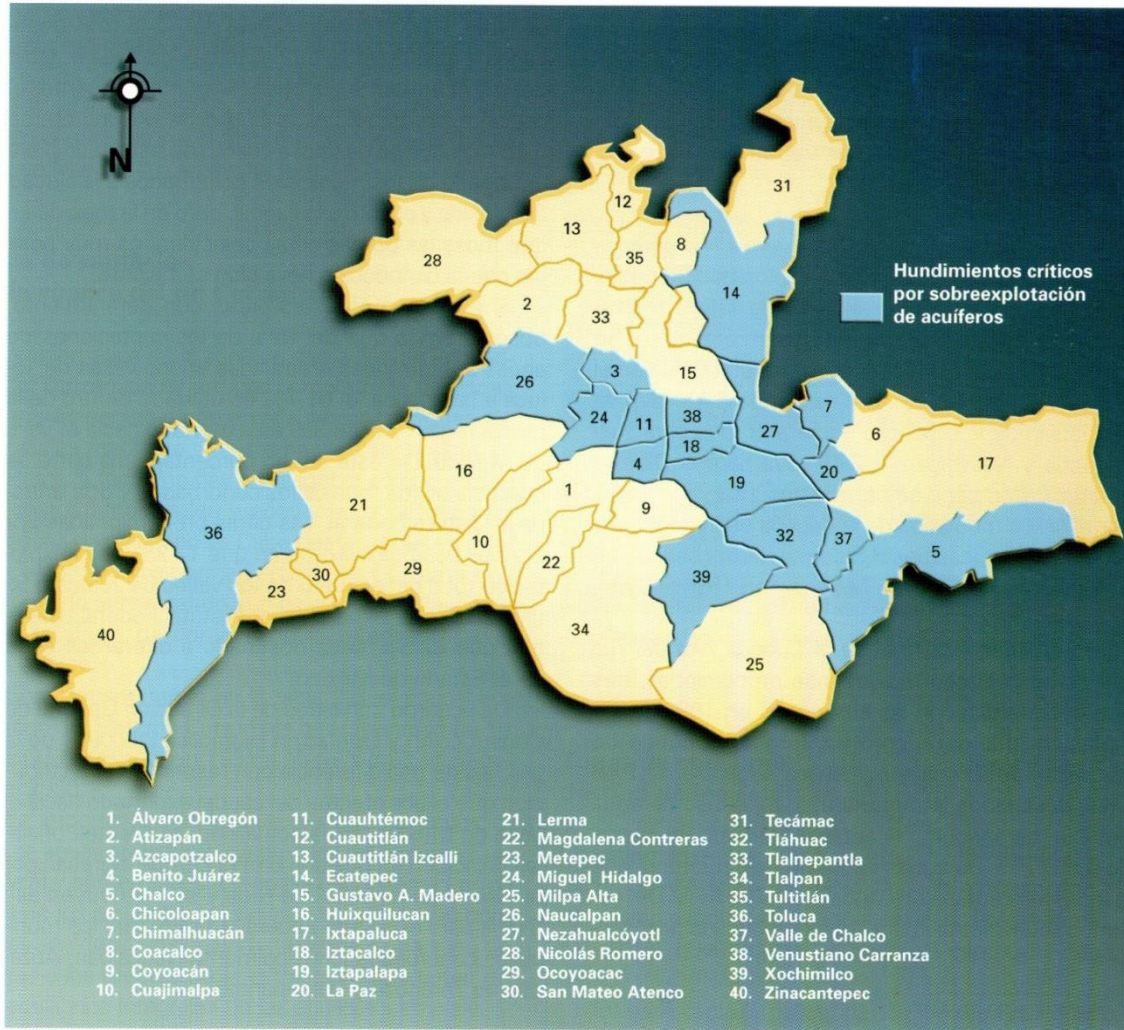 N
31
12
13
8
28
35
14
Hundimientos críticos
por sobreexplotación
de acuíferos
2
33
26
3
15
7
24
11
38
27
6
18
17
4
20
16
19
1
21
9
36
32
37
10
5
22
30
29
39
23
40
34
25
1. Álvaro Obregón
2. Atizapán
3. Azcapotzalco
4. Benito Juárez
5. Chalco
6. Chicoloapan
7. Chimalhuacán
8. Coacalco
9. Coyoacán
10. Cuajimalpa
11. Cuauhtémoc
12. Cuautitlán
13. Cuautitlán Izcalli
14. Ecatepec
15. Gustavo A. Madero
16. Huixquilucan
17. Ixtapaluca
18. Iztacalco
19. Iztapalapa
20. La Paz
21. Lerma
22. Magdalena Contreras
23. Metepec
24. Miguel Hidalgo
25. Milpa Alta
26. Naucalpan
27. Nezahualcóyotl
28. Nicolás Romero
29. Ocoyoacac
30. San Mateo Atenco
31. Tecámac
32. Tláhuac
33. Tlalnepantla
34. Tlalpan
35. Tultitlán
36. Toluca
37. Valle de Chalco
38. Venustiano Carranza
39. Xochimilco
40. Zinacantepec